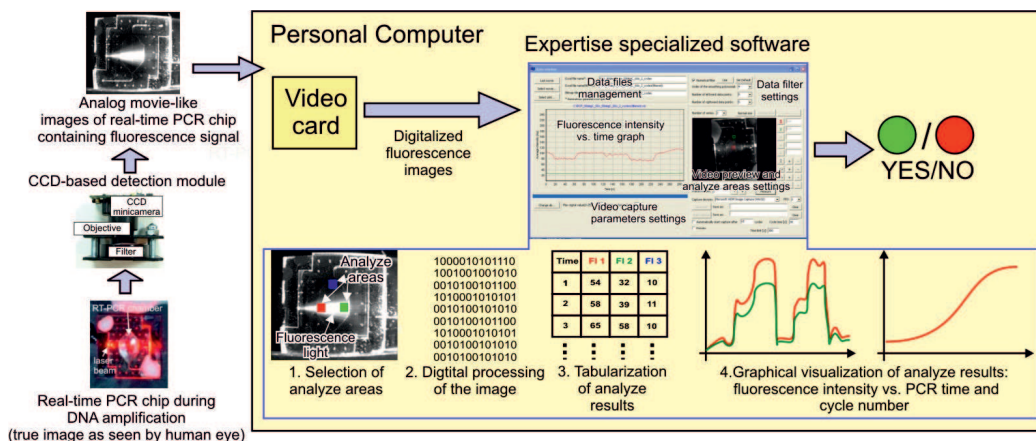 Analog movie-like
images of real-time PCR chip
containing fluorescence signal
CCD-based detection module
CCD
minicamera
Objective
Filter
RT-PCR chamber
laser
beam
Real-time PCR chip during
DNA amplification
(true image as seen by human eye)
Personal Computer
Video
card
Digitalized
fluorescence
images
Expertise specialized software
Data files
management
Data filter
settings
Fluorescence intensity
vs. time graph
Video preview and
analyze areas settings
Video capture
parameters settings
YES/NO
Analyze
areas
Fluorescence
light
1. Selection of
analyze areas
1000010101110
1001001001010
0010100101100
1010001010101
0010100101010
0010100101100
1010001010101
0010100101010
0010100101010
2. Digtital processing
of the image
Time FI 1 FI 2 FI 3
1 54 32 10
2 58 39 11
3 65 58 10
3. Tabularization
of analyze
results
4.Graphical visualization of analyze results:
fluorescence intensity vs. PCR time and
cycle number